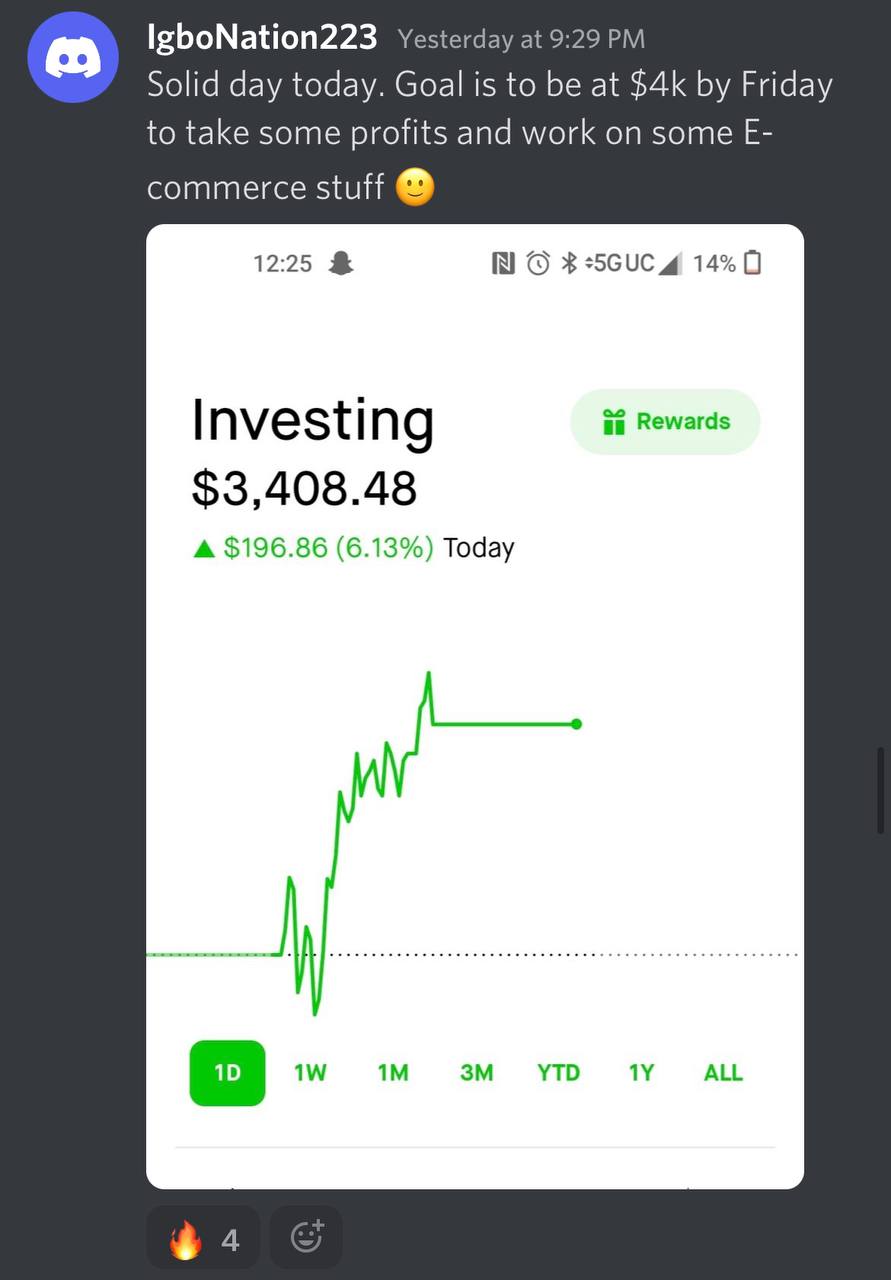 IgboNation223 Yesterday at 9:29 PM
Solid day today. Goal is to be at $4k by Friday
to take some profits and work on some E-
commerce stuff 🙂
12:25 5G UC 14%
Investing
Rewards
$3,408.48
▲ $196.86 (6.13%) Today
1D 1W 1M 3M YTD 1Y ALL
🔥 4